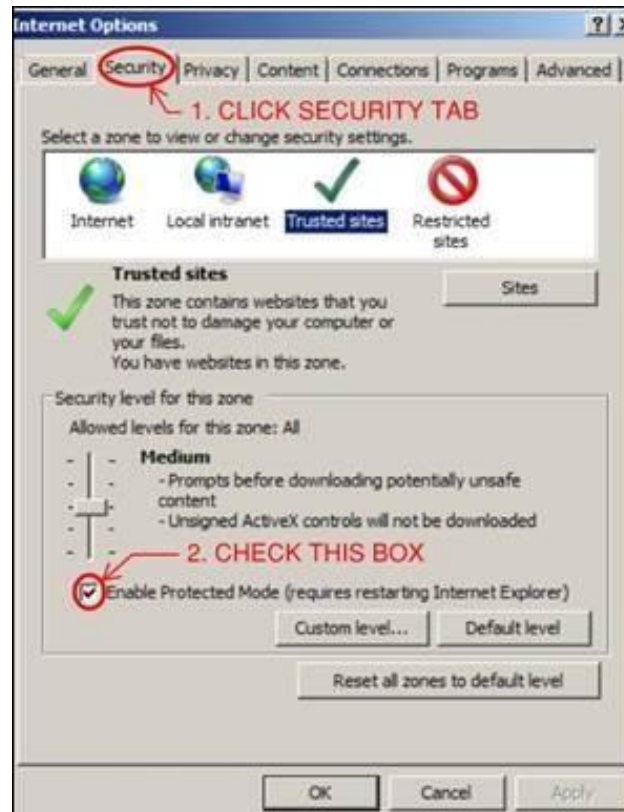 Internet Options
General Security Privacy Content Connections Programs Advanced
1. CLICK SECURITY TAB
Select a zone to view or change security settings.
Internet Local intranet Trusted sites Restricted
sites
Trusted sites
Sites
This zone contains websites that you
trust not to damage your computer or
your files.
You have websites in this zone.
Security level for this zone
Allowed levels for this zone: All
Medium
- Prompts before downloading potentially unsafe
content
- Unsigned ActiveX controls will not be downloaded
2. CHECK THIS BOX
Enable Protected Mode (requires restarting Internet Explorer)
Custom level... Default level
Reset all zones to default level
OK Cancel Apply